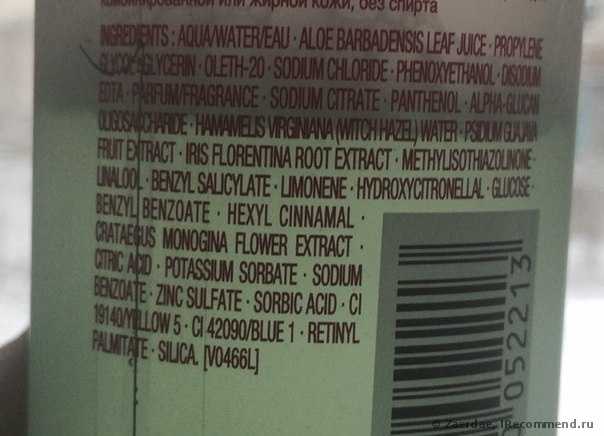 комбинированной или жирной кожи, без спирта
INGREDIENTS : AQUA/WATER/EAU · ALOE BARBADENSIS LEAF JUICE · PROPYLENE
GLYCOL · GLYCERIN · OLETH-20 · SODIUM CHLORIDE · PHENOXYETHANOL · DISODIUM
EDTA · PARFUM/FRAGRANCE · SODIUM CITRATE · PANTHENOL · ALPHA-GLUCAN
OLIGOSACCHARIDE · HAMAMELIS VIRGINIANA (WITCH HAZEL) WATER · PSIDIUM GUAJAVA
FRUIT EXTRACT · IRIS FLORENTINA ROOT EXTRACT · METHYLISOTHIAZOLINONE ·
LINALOOL · BENZYL SALICYLATE · LIMONENE · HYDROXYCITRONELLAL · GLUCOSE ·
BENZYL BENZOATE · HEXYL CINNAMAL ·
CRATAEGUS MONOGINA FLOWER EXTRACT ·
CITRIC ACID · POTASSIUM SORBATE · SODIUM
BENZOATE · ZINC SULFATE · SORBIC ACID · CI
19140/YELLOW 5 · CI 42090/BLUE 1 · RETINYL
PALMITATE · SILICA. [V0466L]
052213
© Zaerdae, IRecommend.ru